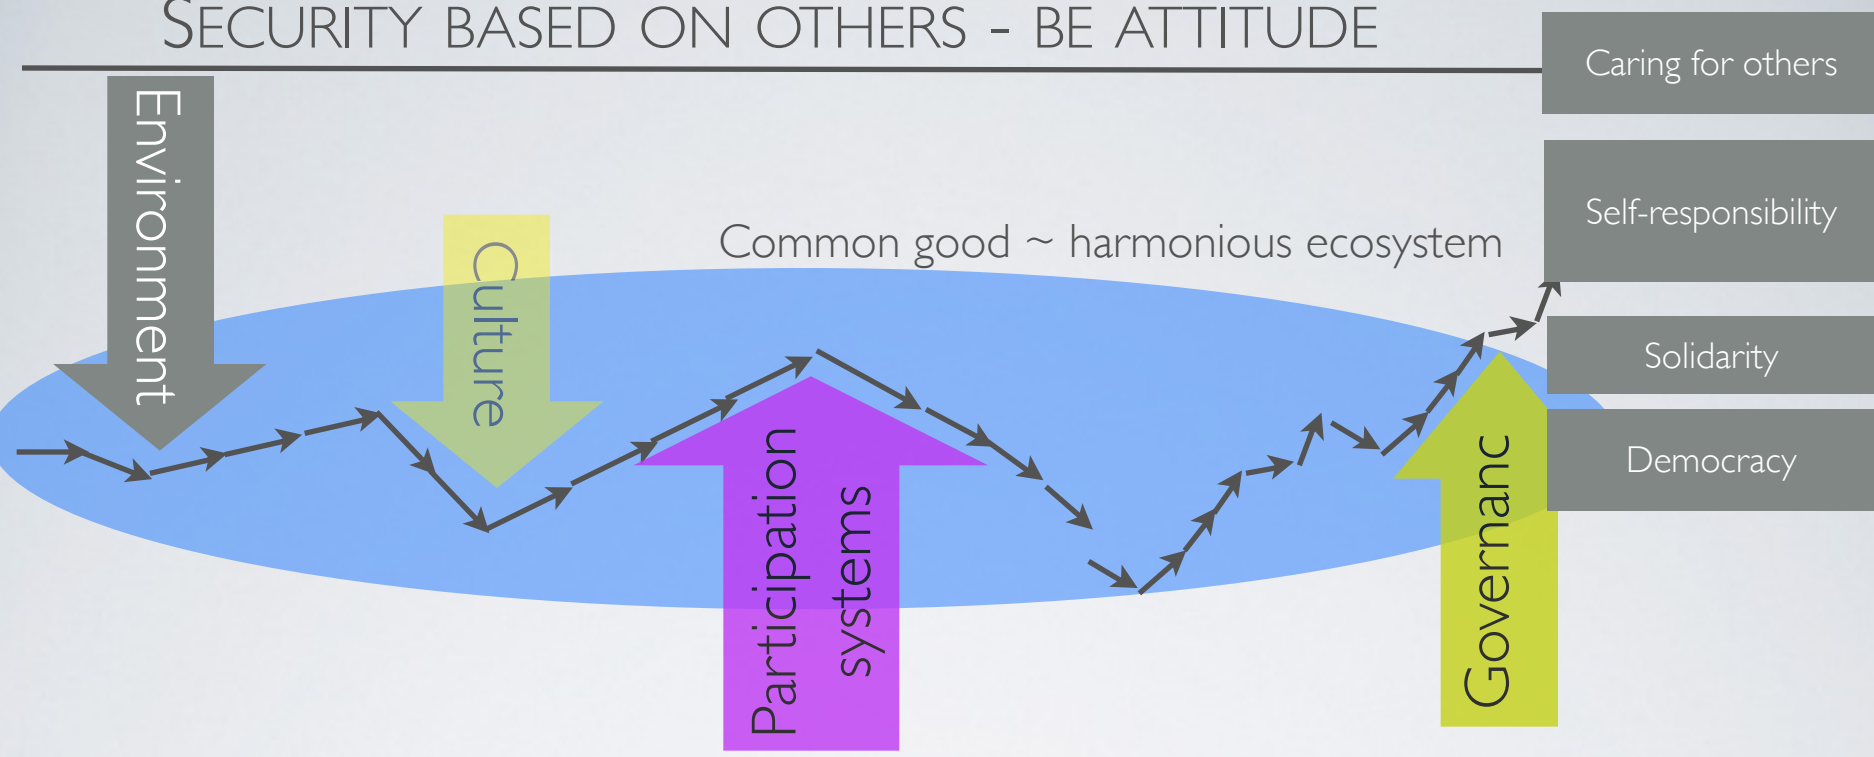 SECURITY BASED ON OTHERS - BE ATTITUDE
Caring for others
Environment
Self-responsibility
Culture
Common good ~ harmonious ecosystem
Solidarity
Democracy
Participation
systems
Governanc